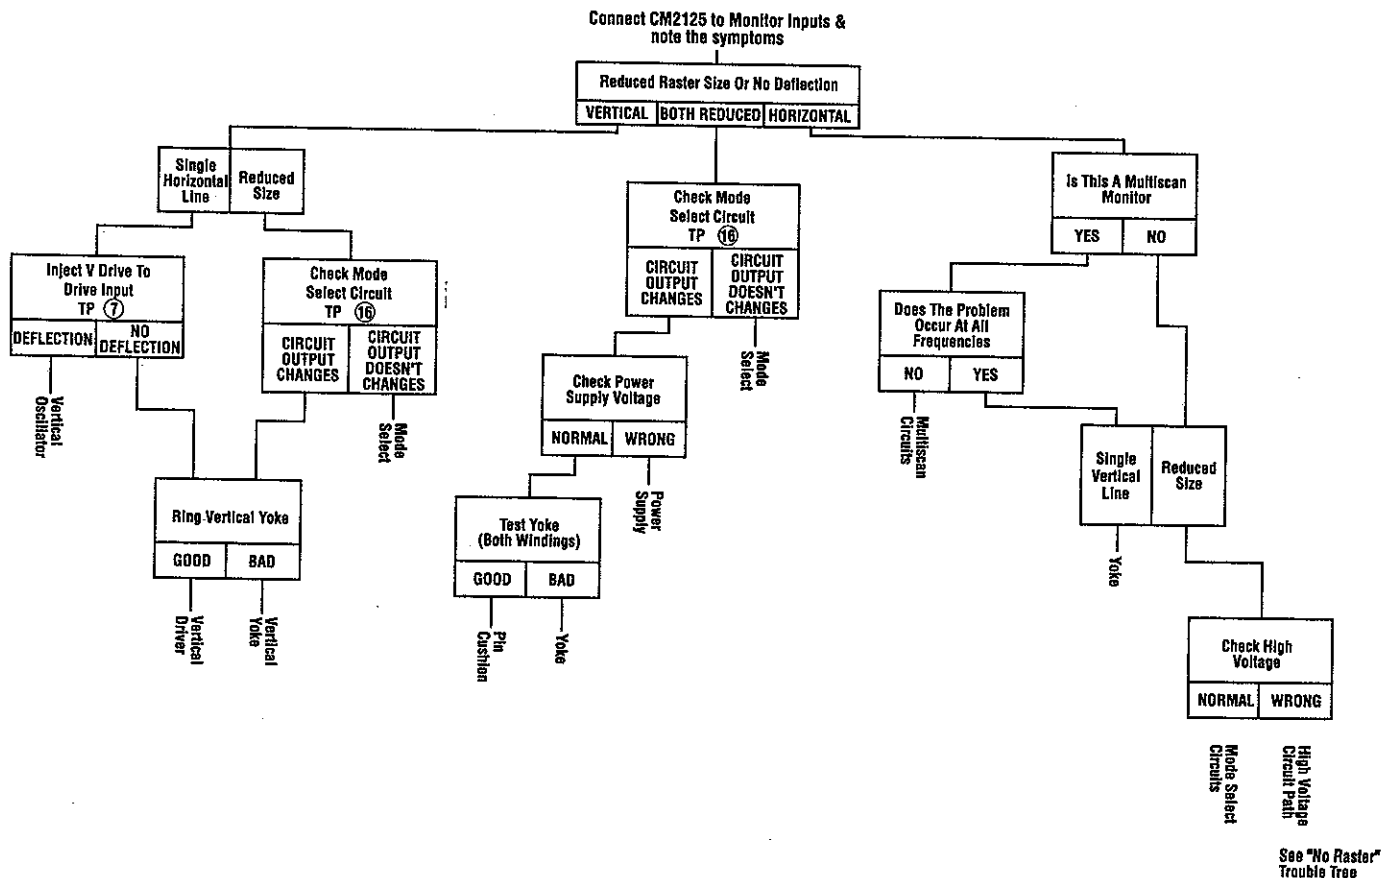 Connect CM2125 to Monitor Inputs &
note the symptoms
Reduced Raster Size Or No Deflection
VERTICAL
BOTH REDUCED
HORIZONTAL
Single
Horizontal
Line
Reduced
Size
Inject V Drive To
Drive Input
TP 7
DEFLECTION
NO
DEFLECTION
Vertical
Oscillator
Check Mode
Select Circuit
TP 16
CIRCUIT
OUTPUT
CHANGES
CIRCUIT
OUTPUT
DOESN'T
CHANGES
Mode
Select
Ring Vertical Yoke
GOOD
BAD
Vertical
Driver
Vertical
Yoke
Check Mode
Select Circuit
TP 16
CIRCUIT
OUTPUT
CHANGES
CIRCUIT
OUTPUT
DOESN'T
CHANGES
Mode
Select
Check Power
Supply Voltage
NORMAL
WRONG
Power
Supply
Test Yoke
(Both Windings)
GOOD
BAD
Pin
Cushion
Yoke
Is This A Multiscan
Monitor
YES
NO
Does The Problem
Occur At All
Frequencies
NO
YES
Multiscan
Circuits
Single
Vertical
Line
Reduced
Size
Yoke
Check High
Voltage
NORMAL
WRONG
Mode Select
Circuits
High Voltage
Circuit Path
See "No Raster"
Trouble Tree